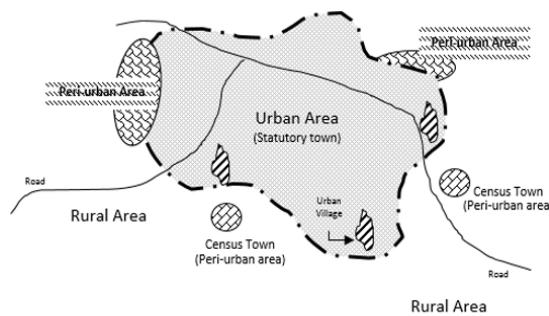 Peri-urban Area
Peri-urban Area
Urban Area
(Statutory town)
Road
Rural Area
Urban
Village
Census Town
(Peri-urban area
Census Town
(Peri-urban area)
Road
Rural Area